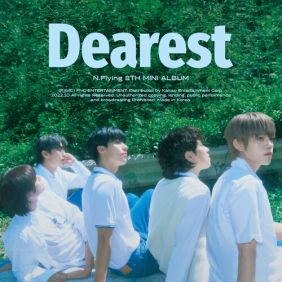 Dearest
N.Flying 8TH MINI ALBUM
(P)&(C) FNC ENTERTAINMENT. Distributed by Kakao Entertainment Corp.
2022.10 All rights Reserved. Unauthorized copying, lending, public performance
and broadcasting Prohibited. Made in Korea